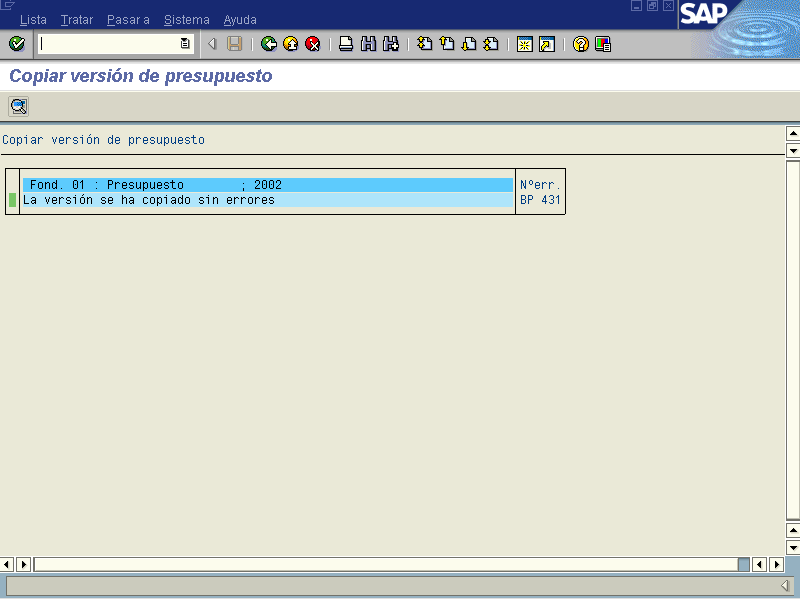 Lista Tratar Pasar a Sistema Ayuda
SAP
Copiar versión de presupuesto
Copiar versión de presupuesto
Fond. 01 : Presupuesto ; 2002 Nºerr.
La versión se ha copiado sin errores BP 431